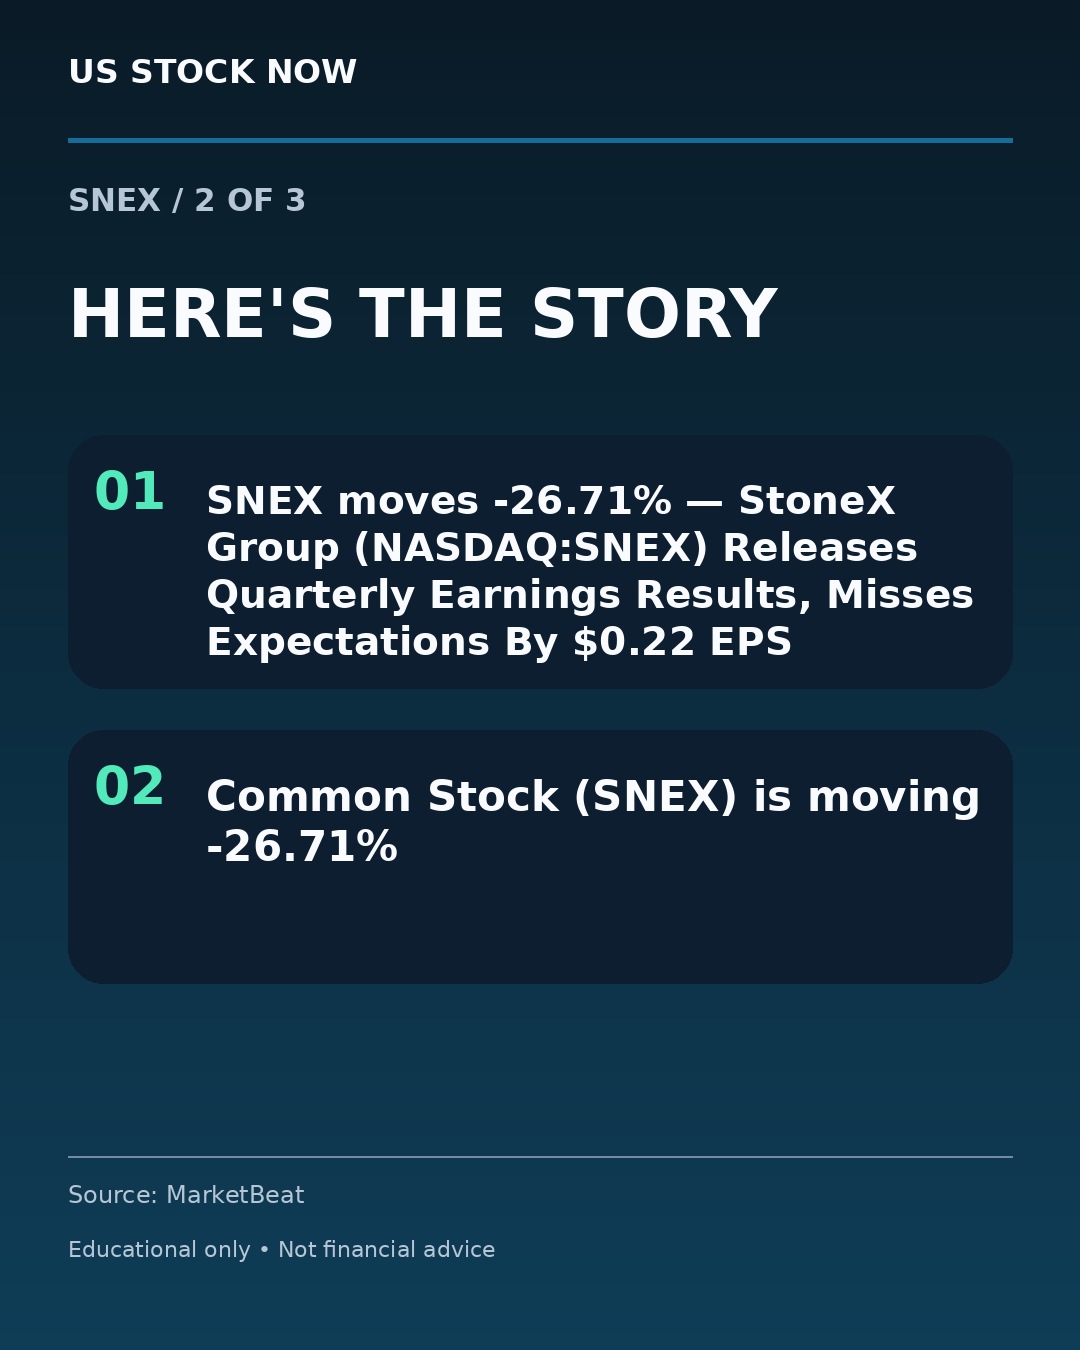 US STOCK NOW
SNEX / 2 OF 3
HERE'S THE STORY
01
SNEX moves -26.71% — StoneX
Group (NASDAQ:SNEX) Releases
Quarterly Earnings Results, Misses
Expectations By $0.22 EPS
02
Common Stock (SNEX) is moving
-26.71%
Source: MarketBeat
Educational only • Not financial advice